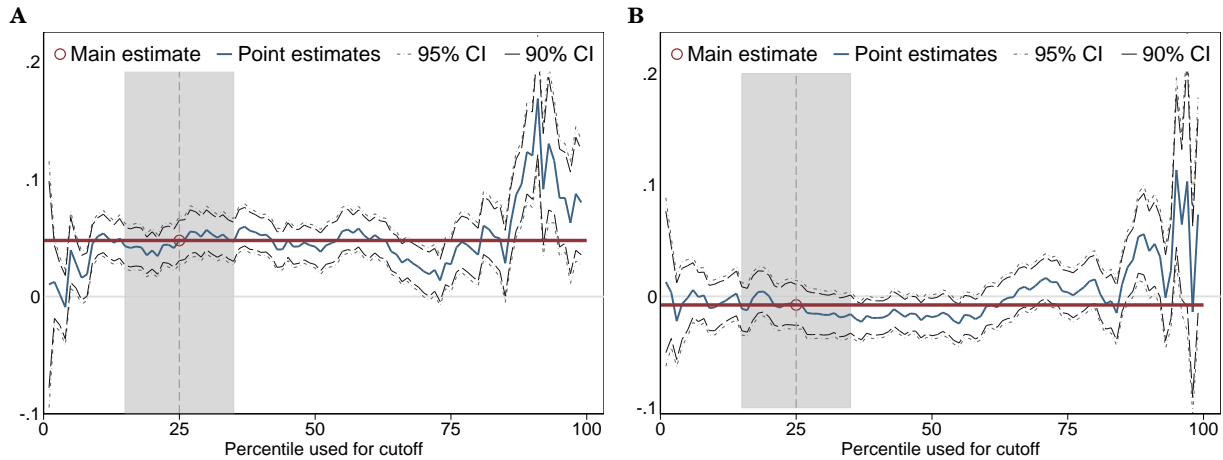 A
Main estimate Point estimates 95% CI 90% CI
.2
.1
0
-.1
0 25 50 75 100
Percentile used for cutoff
B
Main estimate Point estimates 95% CI 90% CI
.2
.1
0
-.1
0 25 50 75 100
Percentile used for cutoff